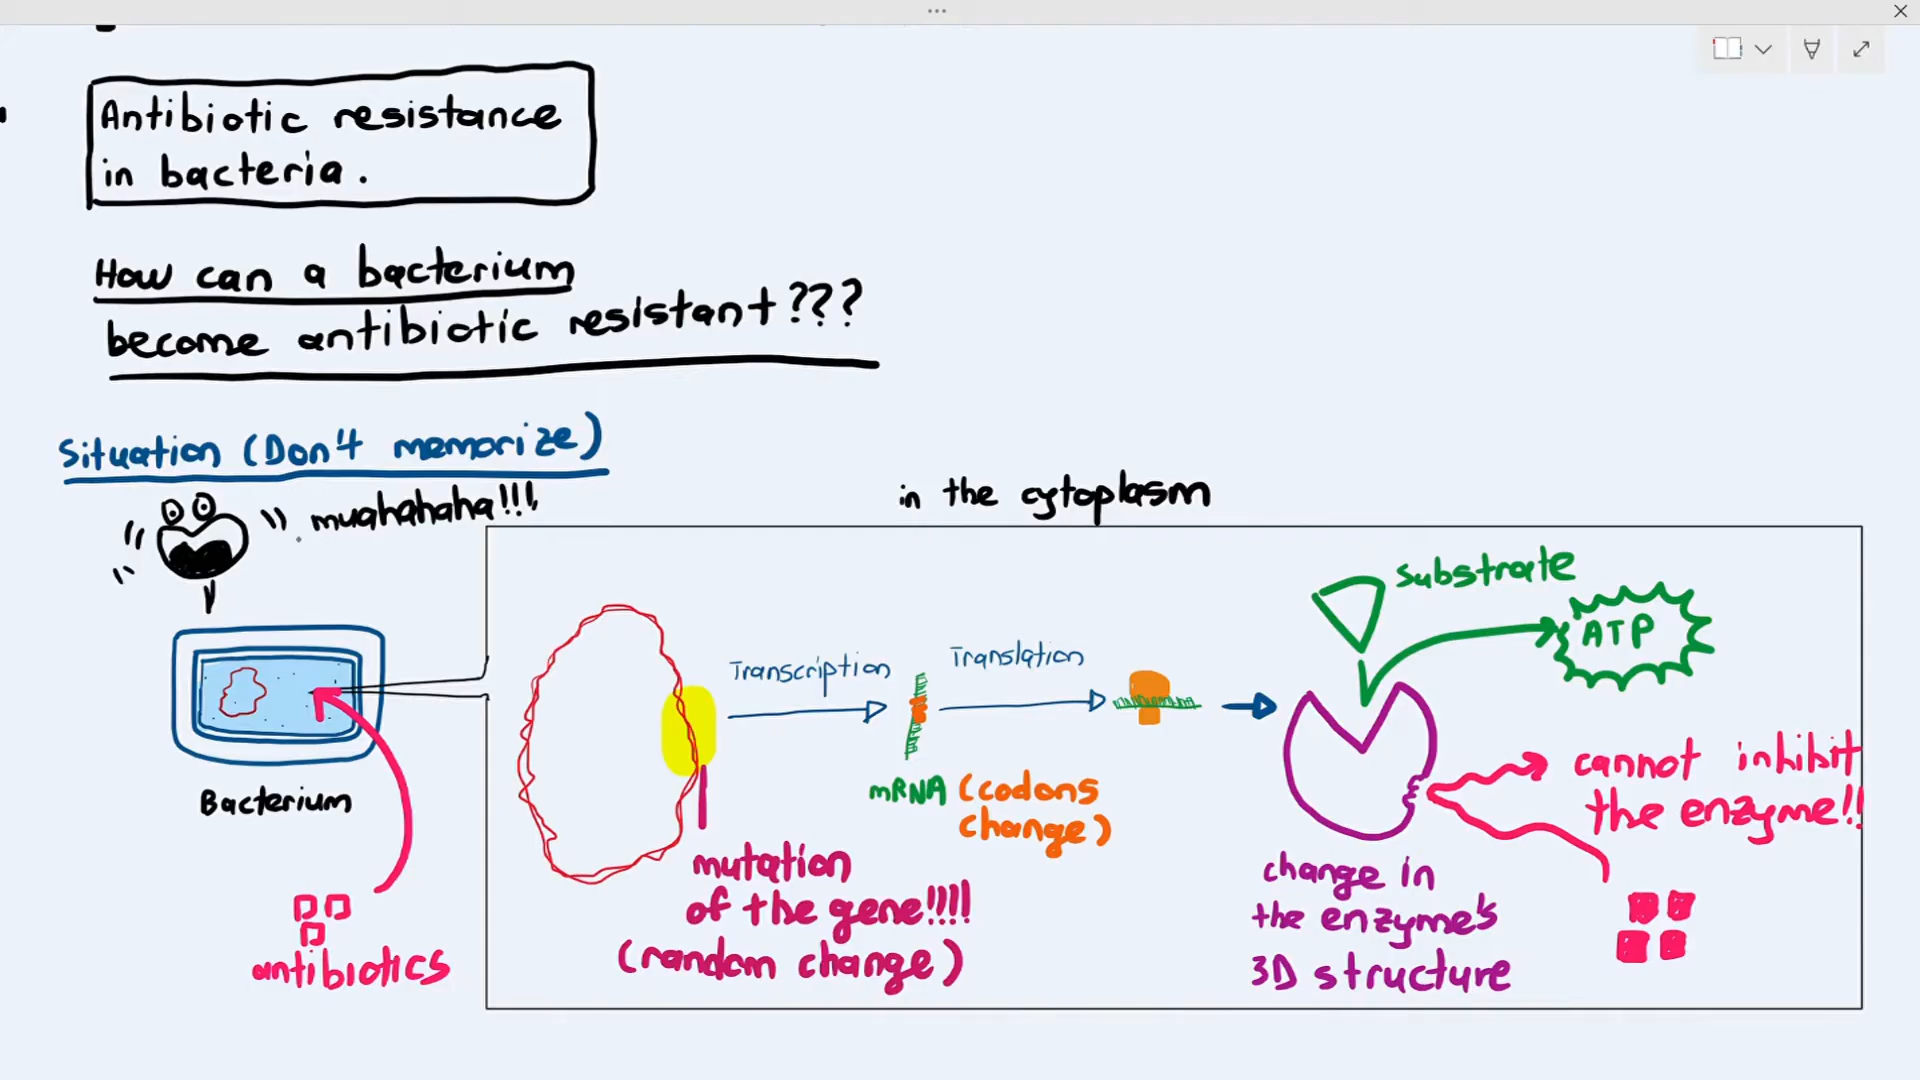 Antibiotic resistance
in bacteria.
How can a bacterium
become antibiotic resistant???
Situation (Don't memorize)
muahahaha!!!
in the cytoplasm
Substrate
ATP
Transcription
Translation
cannot inhibit
the enzyme!!
mRNA (codons
change)
Bacterium
mutation
of the gene!!!!
(random change)
change in
the enzyme's
3D structure
antibiotics